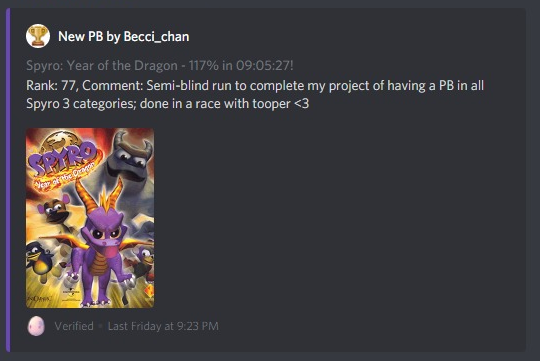 New PB by Becci_chan
Spyro: Year of the Dragon - 117% in 09:05:27!
Rank: 77, Comment: Semi-blind run to complete my project of having a PB in all
Spyro 3 categories; done in a race with tooper <3
SPYRO
Year of the Dragon
Verified • Last Friday at 9:23 PM